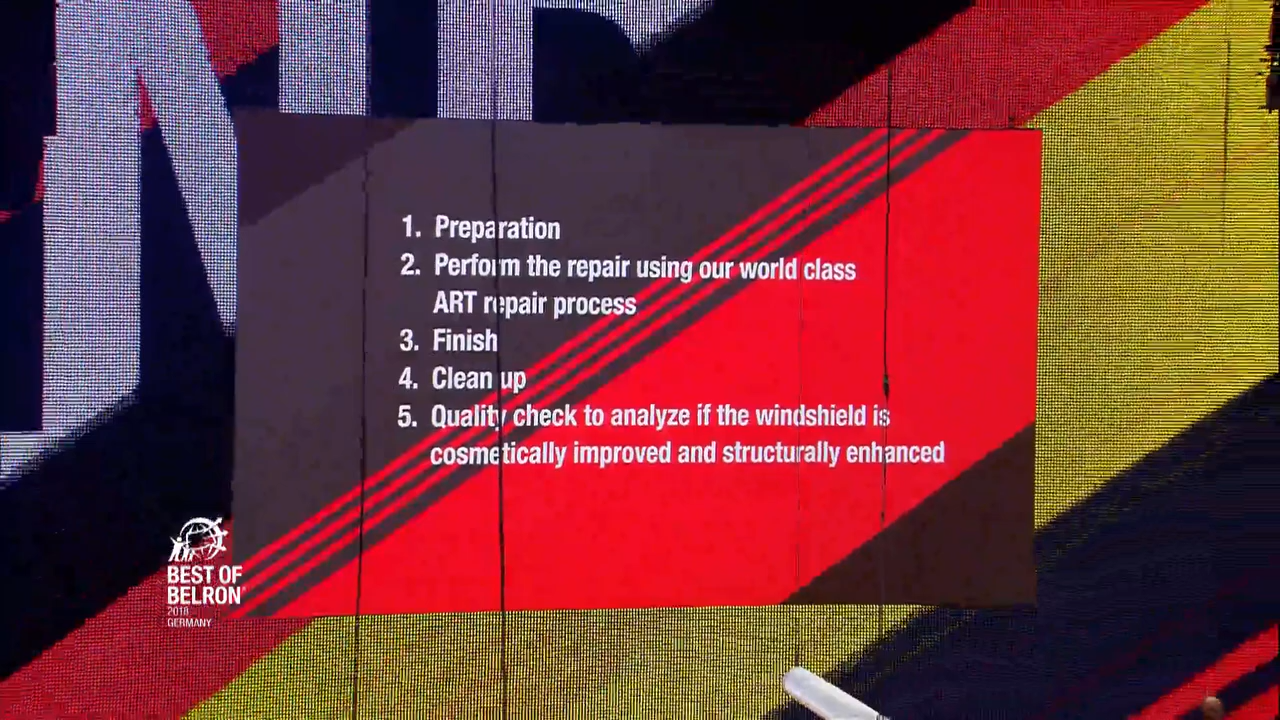 1. Preparation
2. Perform the repair using our world class
ART repair process
3. Finish
4. Clean up
5. Quality check to analyze if the windshield is
cosmetically improved and structurally enhanced
BEST OF
BELRON
2018
GERMANY